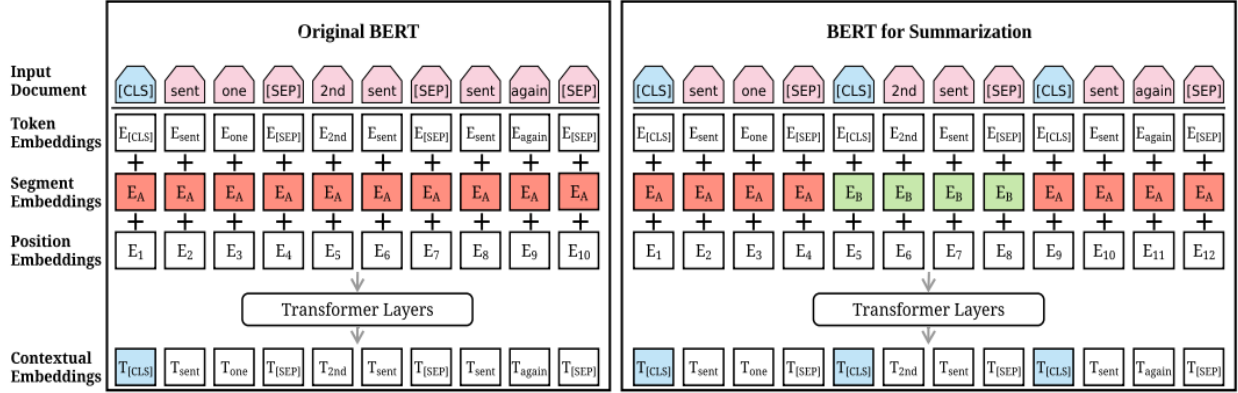 Original BERT
BERT for Summarization
Input
Document
[CLS] sent one [SEP] 2nd sent [SEP] sent again [SEP]
[CLS] sent one [SEP] [CLS] 2nd sent [SEP] [CLS] sent again [SEP]
Token
Embeddings
E[CLS] Esent Eone E[SEP] E2nd Esent E[SEP] Esent Eagain E[SEP]
E[CLS] Esent Eone E[SEP] E[CLS] E2nd Esent E[SEP] E[CLS] Esent Eagain E[SEP]
+ + + + + + + + + +
+ + + + + + + + + + + +
Segment
Embeddings
EA EA EA EA EA EA EA EA EA EA
EA EA EA EA EB EB EB EB EA EA EA EA
+ + + + + + + + + +
+ + + + + + + + + + + +
Position
Embeddings
E1 E2 E3 E4 E5 E6 E7 E8 E9 E10
E1 E2 E3 E4 E5 E6 E7 E8 E9 E10 E11 E12
Transformer Layers
Transformer Layers
Contextual
Embeddings
T[CLS] Tsent Tone T[SEP] T2nd Tsent T[SEP] Tsent Tagain T[SEP]
T[CLS] Tsent Tone T[SEP] T[CLS] T2nd Tsent T[SEP] T[CLS] Tsent Tagain T[SEP]